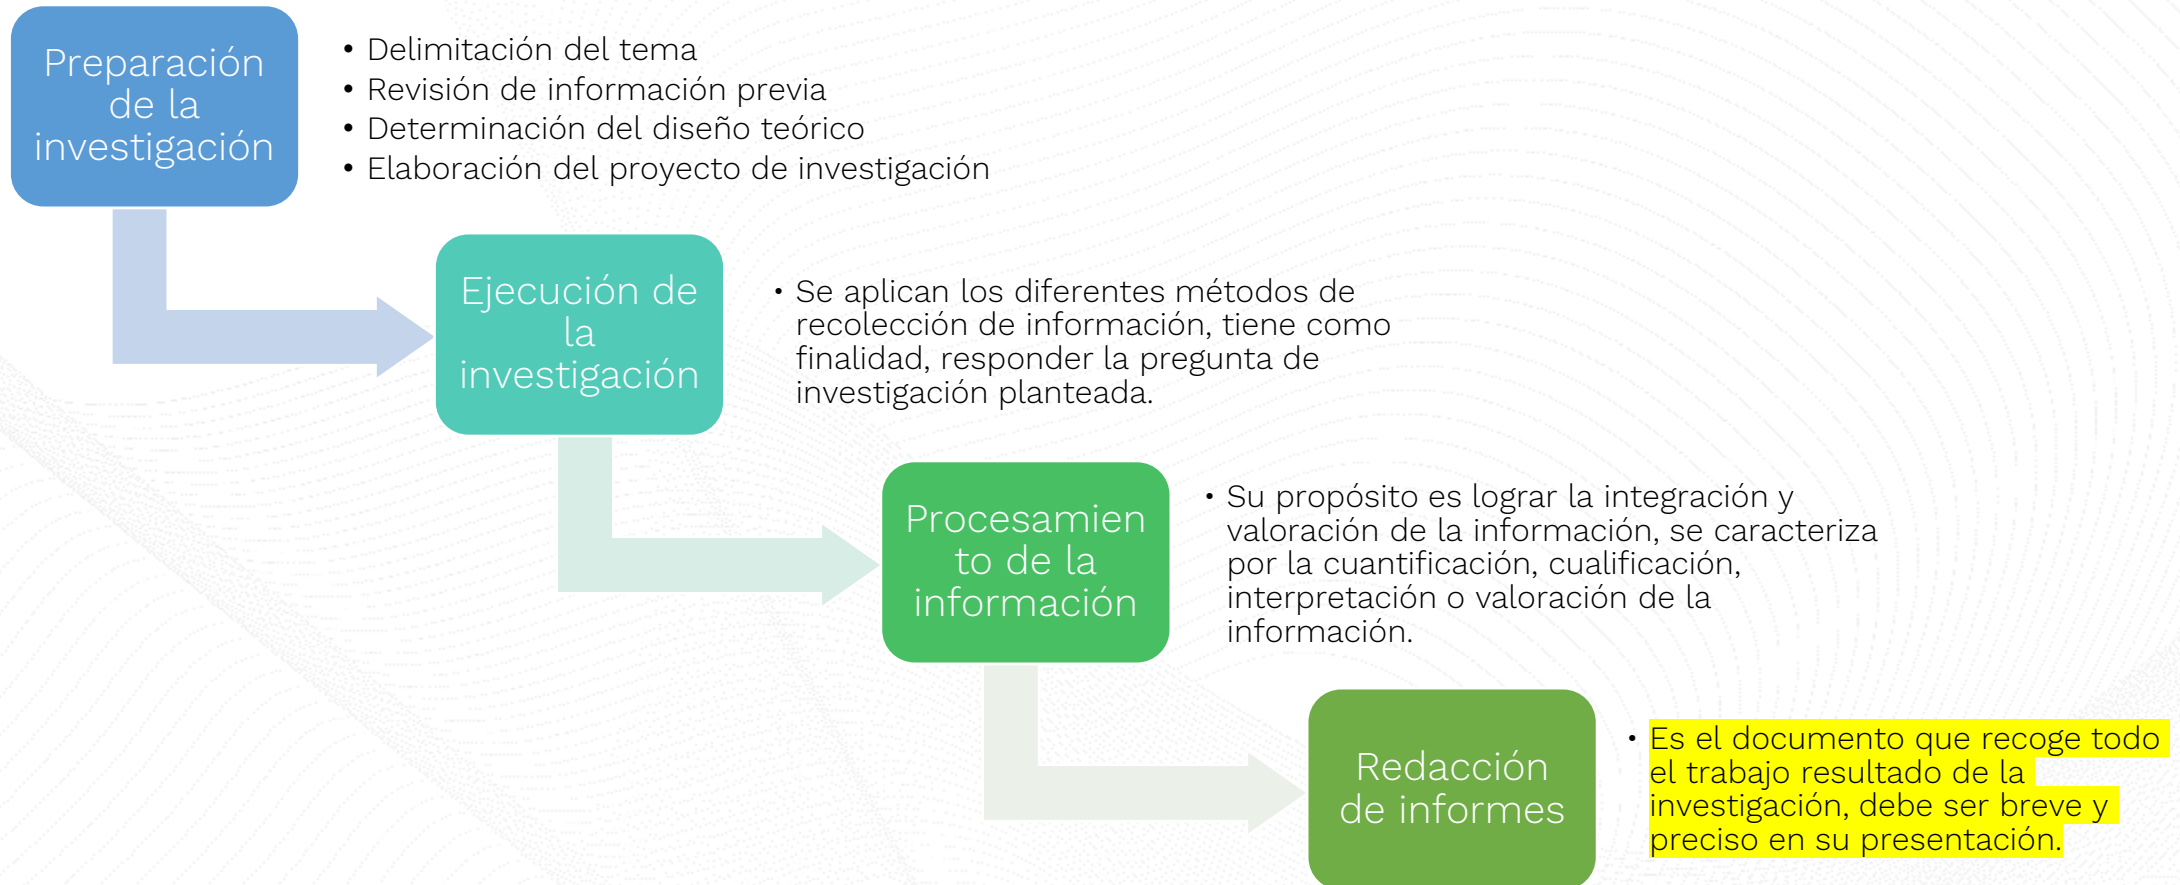 Preparación
de la
investigación
• Delimitación del tema
• Revisión de información previa
• Determinación del diseño teórico
• Elaboración del proyecto de investigación
Ejecución de
la
investigación
• Se aplican los diferentes métodos de
recolección de información, tiene como
finalidad, responder la pregunta de
investigación planteada.
Procesamien
to de la
información
• Su propósito es lograr la integración y
valoración de la información, se caracteriza
por la cuantificación, cualificación,
interpretación o valoración de la
información.
Redacción
de informes
• Es el documento que recoge todo
el trabajo resultado de la
investigación, debe ser breve y
preciso en su presentación.